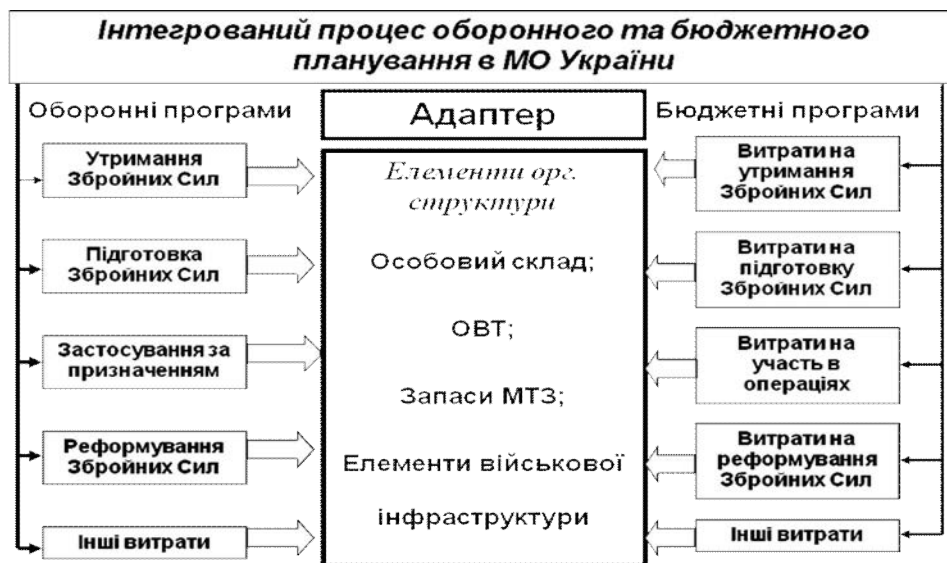 Інтегрований процес оборонного та бюджетного
планування в МО України
Оборонні програми
Утримання
Збройних Сил
Підготовка
Збройних Сил
Застосування за
призначенням
Реформування
Збройних Сил
Інші витрати
Адаптер
Елементи орг.
структури
Особовий склад;
ОВТ;
Запаси МТЗ;
Елементи військової
інфраструктури
Бюджетні програми
Витрати на
утримання
Збройних Сил
Витрати на
підготовку
Збройних Сил
Витрати на
участь в
операціях
Витрати на
реформування
Збройних Сил
Інші витрати